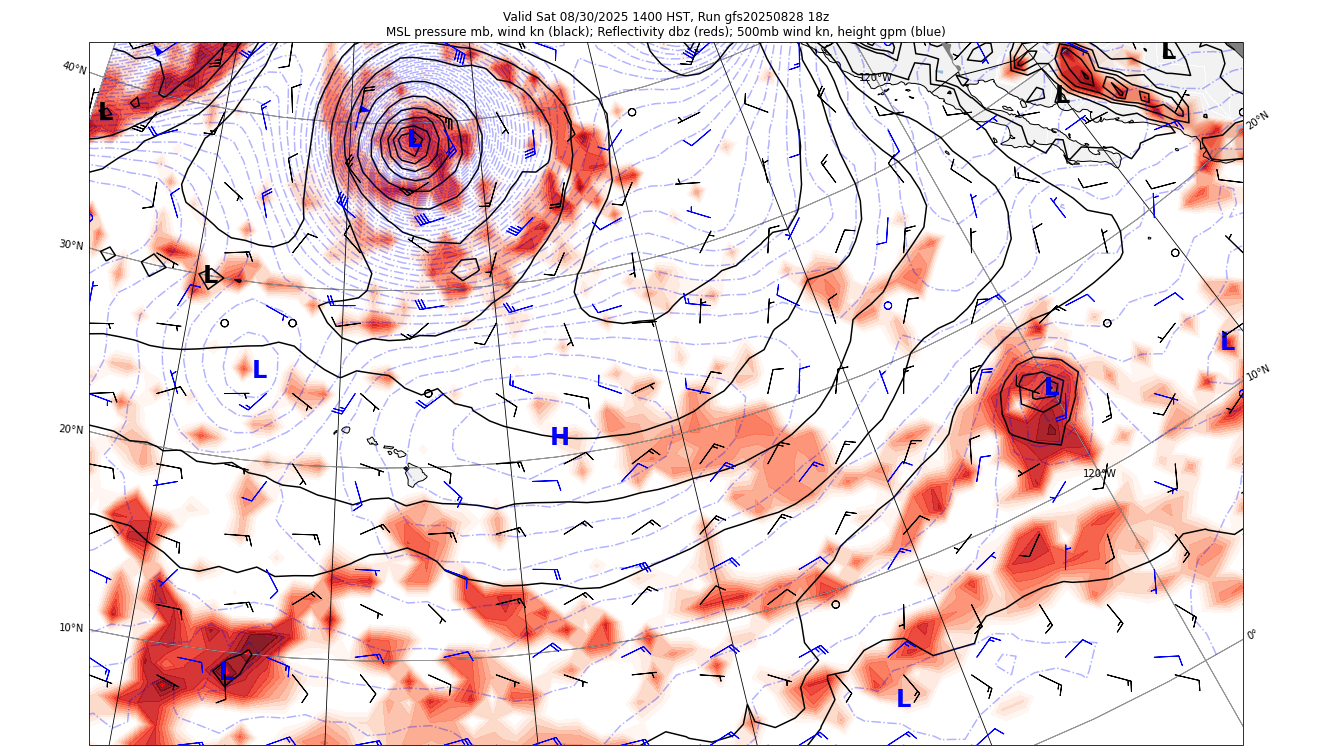 Valid Sat 08/30/2025 1400 HST, Run gfs20250828 18z
MSL pressure mb, wind kn (black); Reflectivity dbz (reds); 500mb wind kn, height gpm (blue)
L
L
40°N
120°W
L
L
20°N
L
30°N
L
L
L
10°N
L
20°N
H
120°W
10°N
0°
L
L